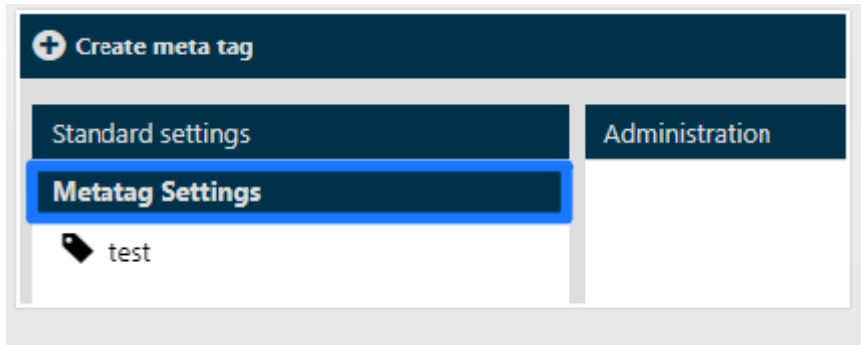 Create meta tag
Standard settings
Administration
Metatag Settings
test